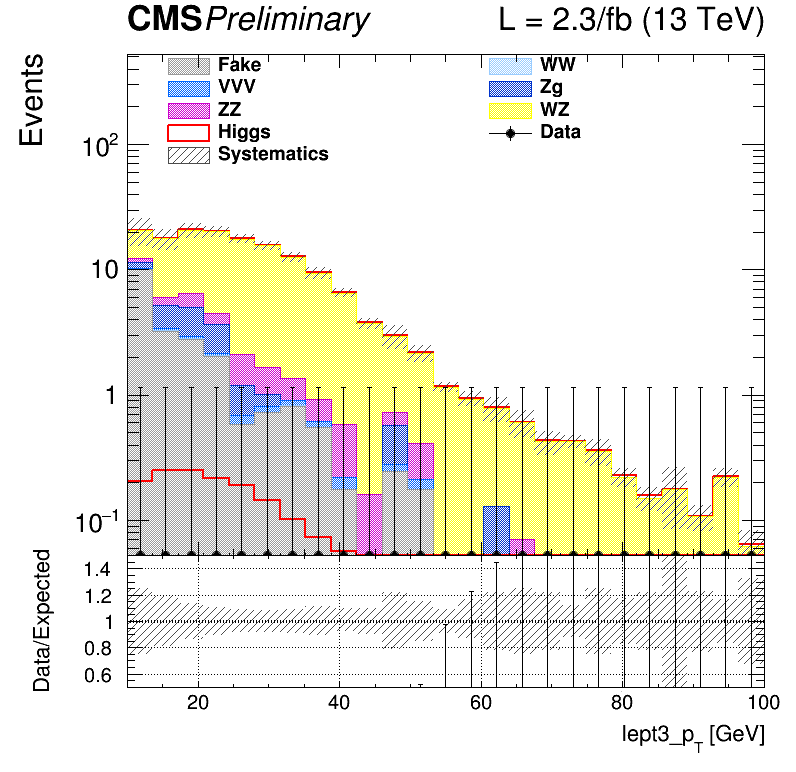 CMS Preliminary L = 2.3/fb (13 TeV)
Events
Fake WW
VVV Zg
ZZ WZ
Higgs Data
Systematics
10²
10
1
10⁻¹
Data/Expected
1.4
1.2
1
0.8
0.6
20 40 60 80 100
lept3_p_T [GeV]